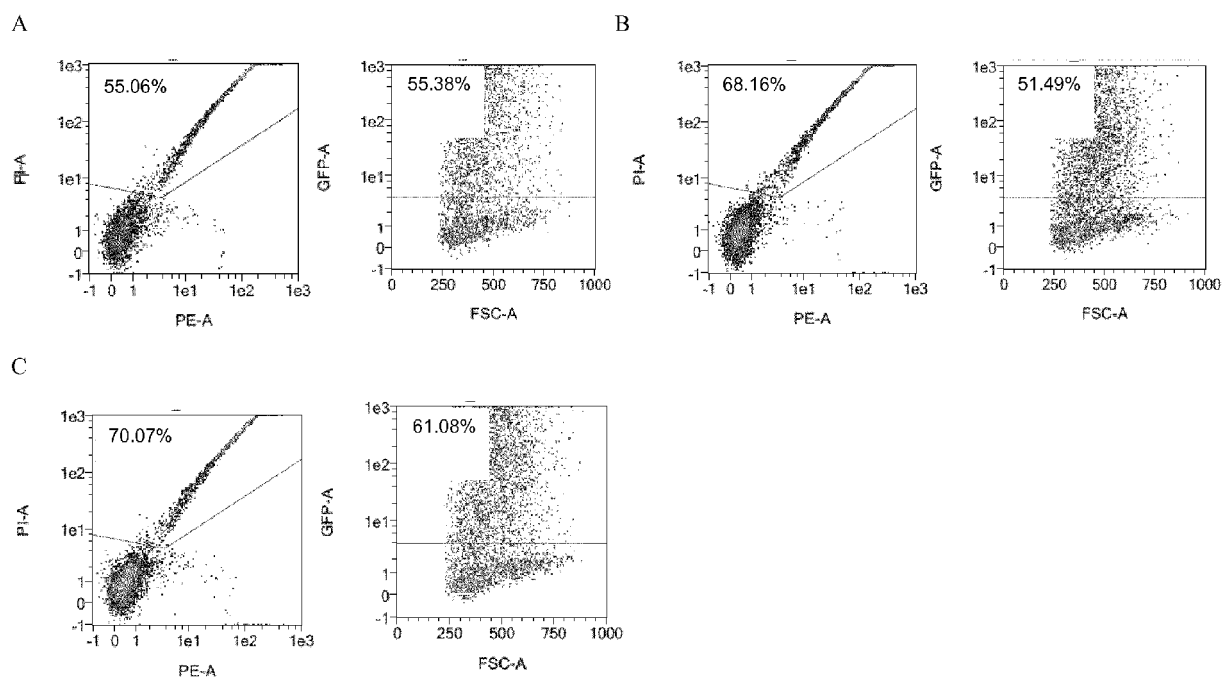 A
B
1e3
1e2
1e1
1
0
-1
55.06%
-1 0 1 1e1 1e2 1e3
PE-A
1e3
1e2
1e1
1
0
-1
GFP-A
55.38%
0 250 500 750 1000
FSC-A
1e3
1e2
1e1
1
0
-1
PI-A
68.16%
-1 0 1 1e1 1e2 1e3
PE-A
1e3
1e2
1e1
1
0
-1
GFP-A
51.49%
0 250 500 750 1000
FSC-A
C
1e3
1e2
1e1
1
0
-1
PI-A
70.07%
-1 0 1 1e1 1e2 1e3
PE-A
1e3
1e2
1e1
1
0
-1
GFP-A
61.08%
0 250 500 750 1000
FSC-A